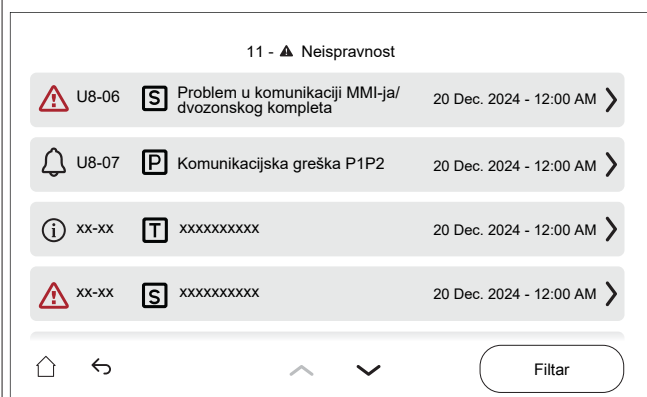 11 - Neispravnost
U8-06 S Problem u komunikaciji MMI-ja/
dvozonskog kompleta 20 Dec. 2024 - 12:00 AM
U8-07 P Komunikacijska greška P1P2 20 Dec. 2024 - 12:00 AM
xx-xx T xxxxxxxxxx 20 Dec. 2024 - 12:00 AM
xx-xx S xxxxxxxxxx 20 Dec. 2024 - 12:00 AM
Filtar